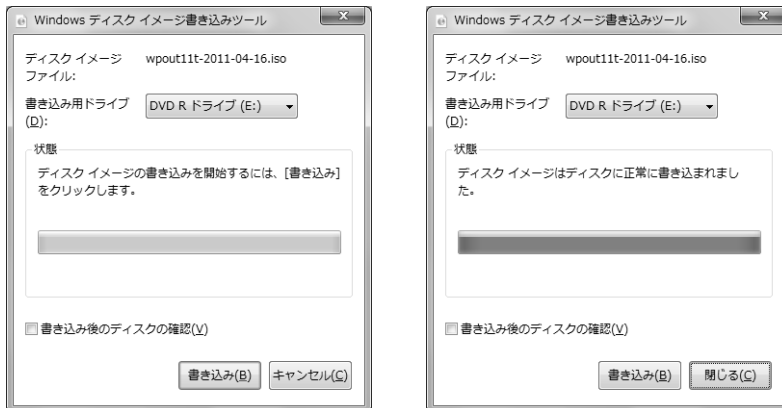 Windows ディスク イメージ書き込みツール
ディスク イメージ
ファイル:
wpout11t-2011-04-16.iso
書き込み用ドライブ
(D):
DVD R ドライブ (E:)
状態
ディスク イメージの書き込みを開始するには、[書き込み]
をクリックします。
書き込み後のディスクの確認(V)
書き込み(B)
キャンセル(C)
Windows ディスク イメージ書き込みツール
ディスク イメージ
ファイル:
wpout11t-2011-04-16.iso
書き込み用ドライブ
(D):
DVD R ドライブ (E:)
状態
ディスク イメージはディスクに正常に書き込まれまし
た。
書き込み後のディスクの確認(V)
書き込み(B)
閉じる(C)